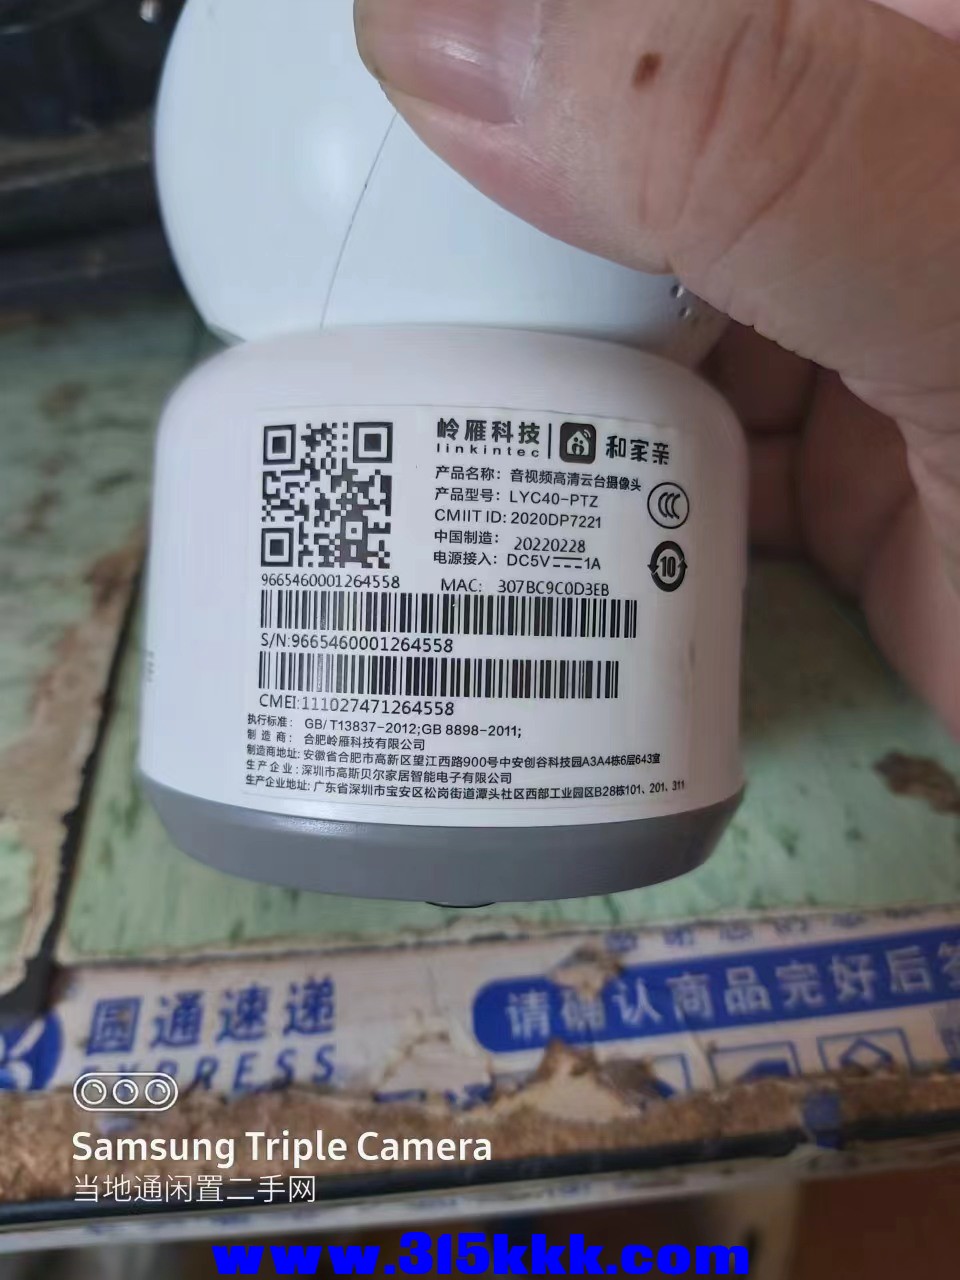 岭雁科技
linkintec
和家亲
产品名称：音视频高清云台摄像头
产品型号：LYC40-PTZ
CMIIT ID: 2020DP7221
中国制造：20220228
电源接入：DC5V 1A
10
9665460001264558
MAC: 307BC9C0D3EB
S/N:9665460001264558
CMEI:111027471264558
执行标准：GB/T13837-2012;GB 8898-2011;
制造商：合肥岭雁科技有限公司
制造商地址：安徽省合肥市高新区望江西路900号中安创谷科技园A3A4栋6层643室
生产企业：深圳市高斯贝尔家居智能电子有限公司
生产企业地址：广东省深圳市宝安区松岗街道潭头社区西部工业园区B28栋101、201、311
圆通速递
EXPRESS
请确认商品完好后签
Samsung Triple Camera
当地通闲置二手网
www.315kkk.com